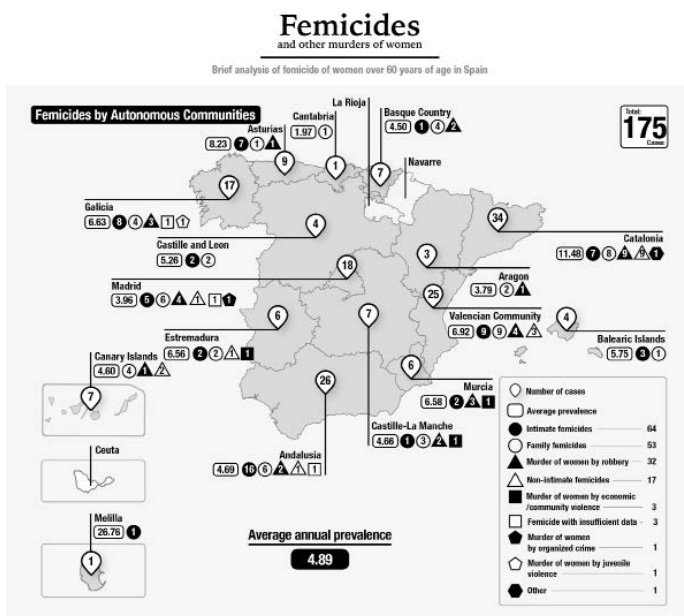 Femicides
and other murders of women
Brief analysis of femicide of women over 60 years of age in Spain
Femicides by Autonomous Communities
Total:
175
Cases
La Rioja
Cantabria
1.97 1
Basque Country
4.50 1 4 2
Asturias
8.23 7 1 1
Navarre
9
1
7
17
34
Galicia
6.63 8 4 3 1 1
4
Catalonia
11.48 7 8 9 9 1
Castille and Leon
5.26 2 2
18
3
Aragon
3.79 2 1
Madrid
3.96 5 6 4 1 1 1
25
Valencian Community
6.92 9 9 4 3
6
7
4
Balearic Islands
5.75 3 1
Estremadura
6.56 2 2 1 1
Canary Islands
4.60 4 1 2
7
26
6
Murcia
6.58 2 3 1
Castille-La Manche
4.66 1 3 2 1
Andalusia
4.69 16 6 2 1 1
Ceuta
Melilla
26.76 1
1
Average annual prevalence
4.89
Number of cases
Average prevalence
Intimate femicides 64
Family femicides 53
Murder of women by robbery 32
Non-intimate femicides 17
Murder of women by economic
/community violence 3
Femicide with insufficient data - 3
Murder of women
by organized crime 1
Murder of women by juvenile
violence 1
Other 1